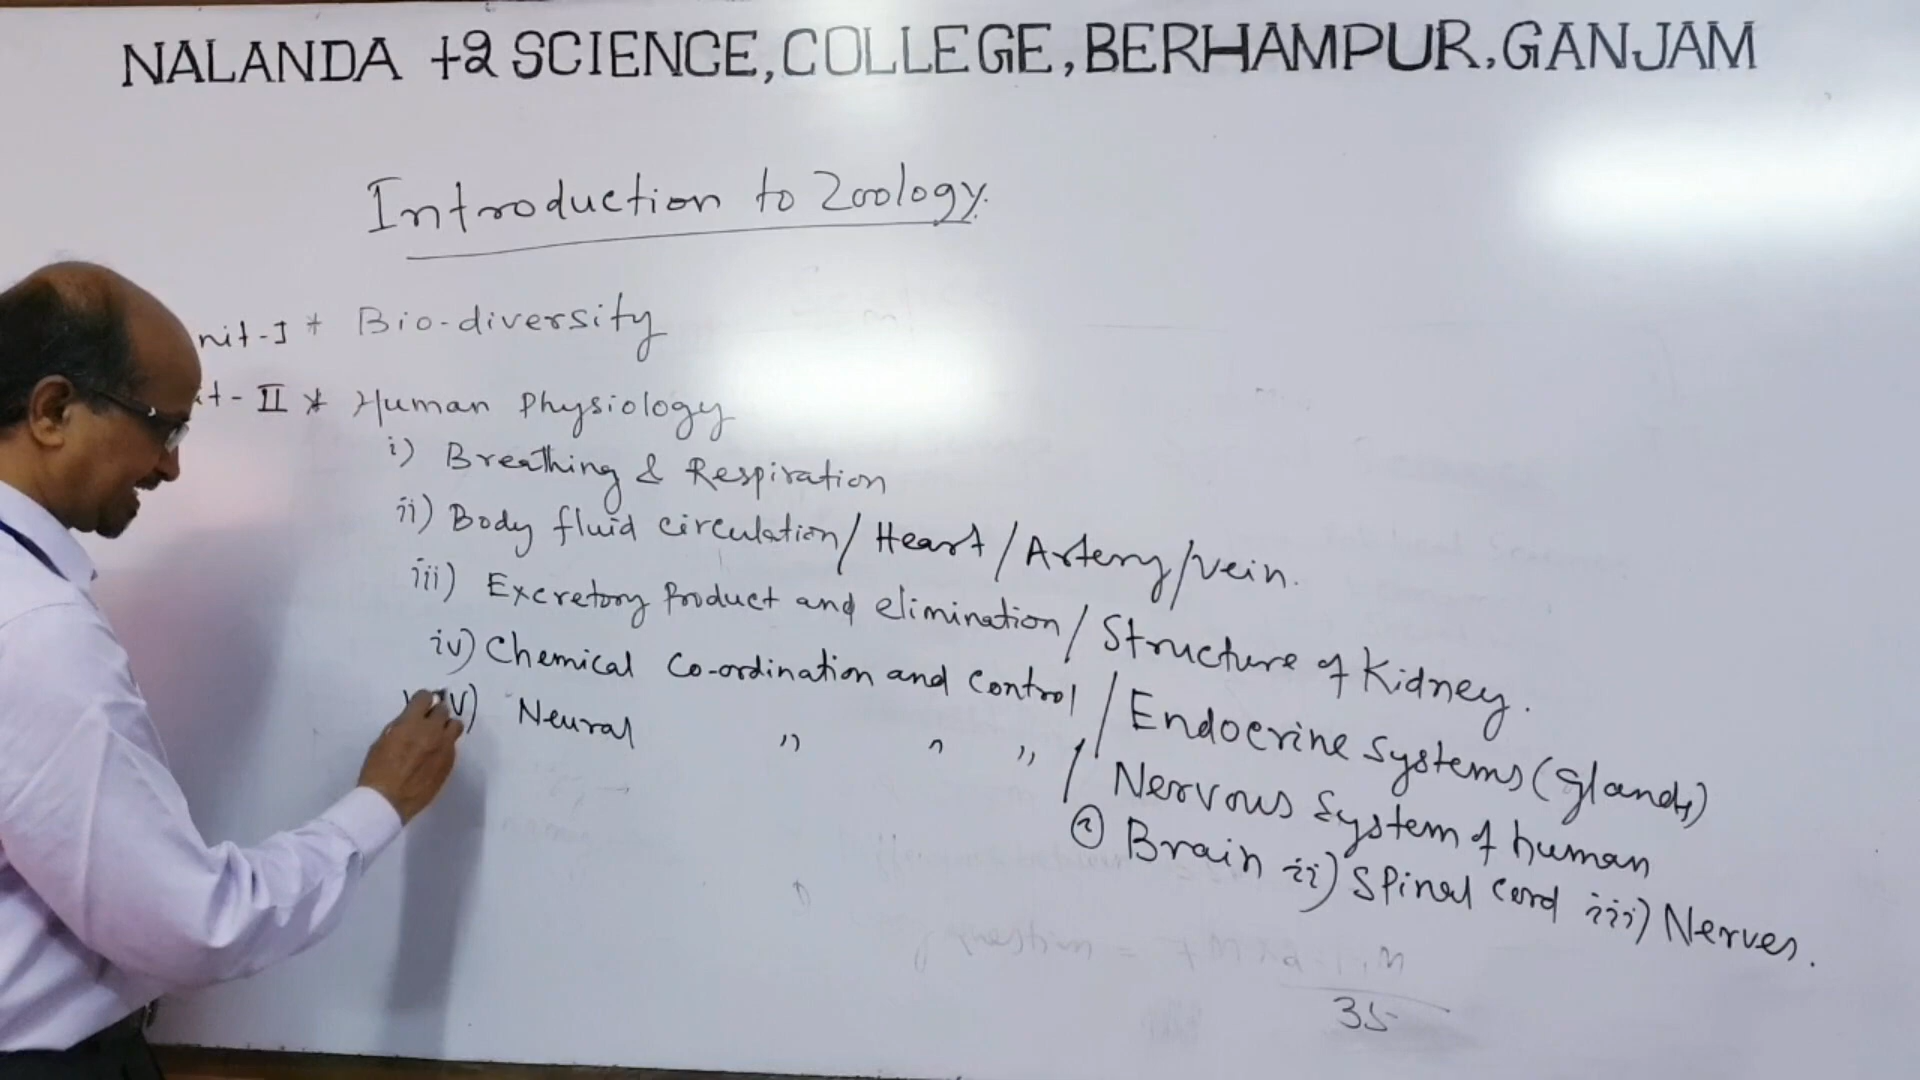 NALANDA +2 SCIENCE, COLLEGE, BERHAMPUR, GANJAM
Introduction to Zoology.
nit-I * Bio-diversity
it-II * Human Physiology
i) Breathing & Respiration
ii) Body fluid circulation/Heart/Artery/vein.
iii) Excretory Product and elimination/Structure of Kidney.
iv) Chemical Co-ordination and Control/Endocrine Systems (glands)
v) Neural " " "/Nervous System of human
i) Brain ii) Spinal Cord iii) Nerves.
35